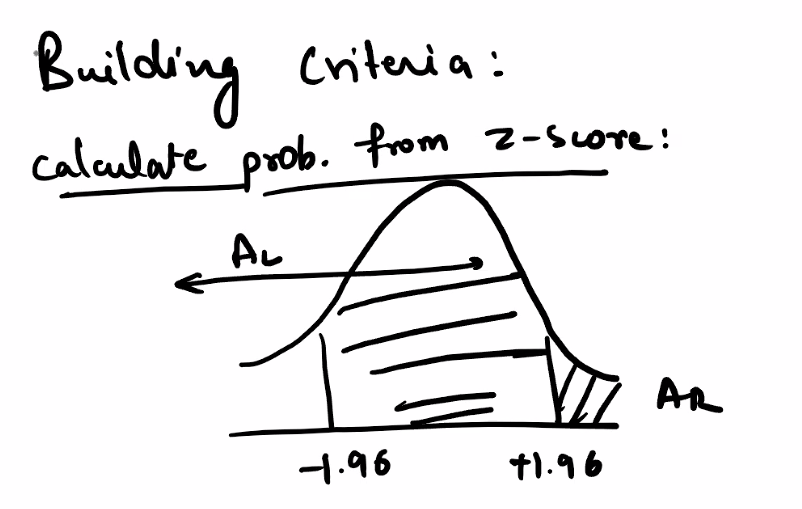 Building Criteria:
calculate prob. from z-score:
AL
AR
-1.96 +1.96